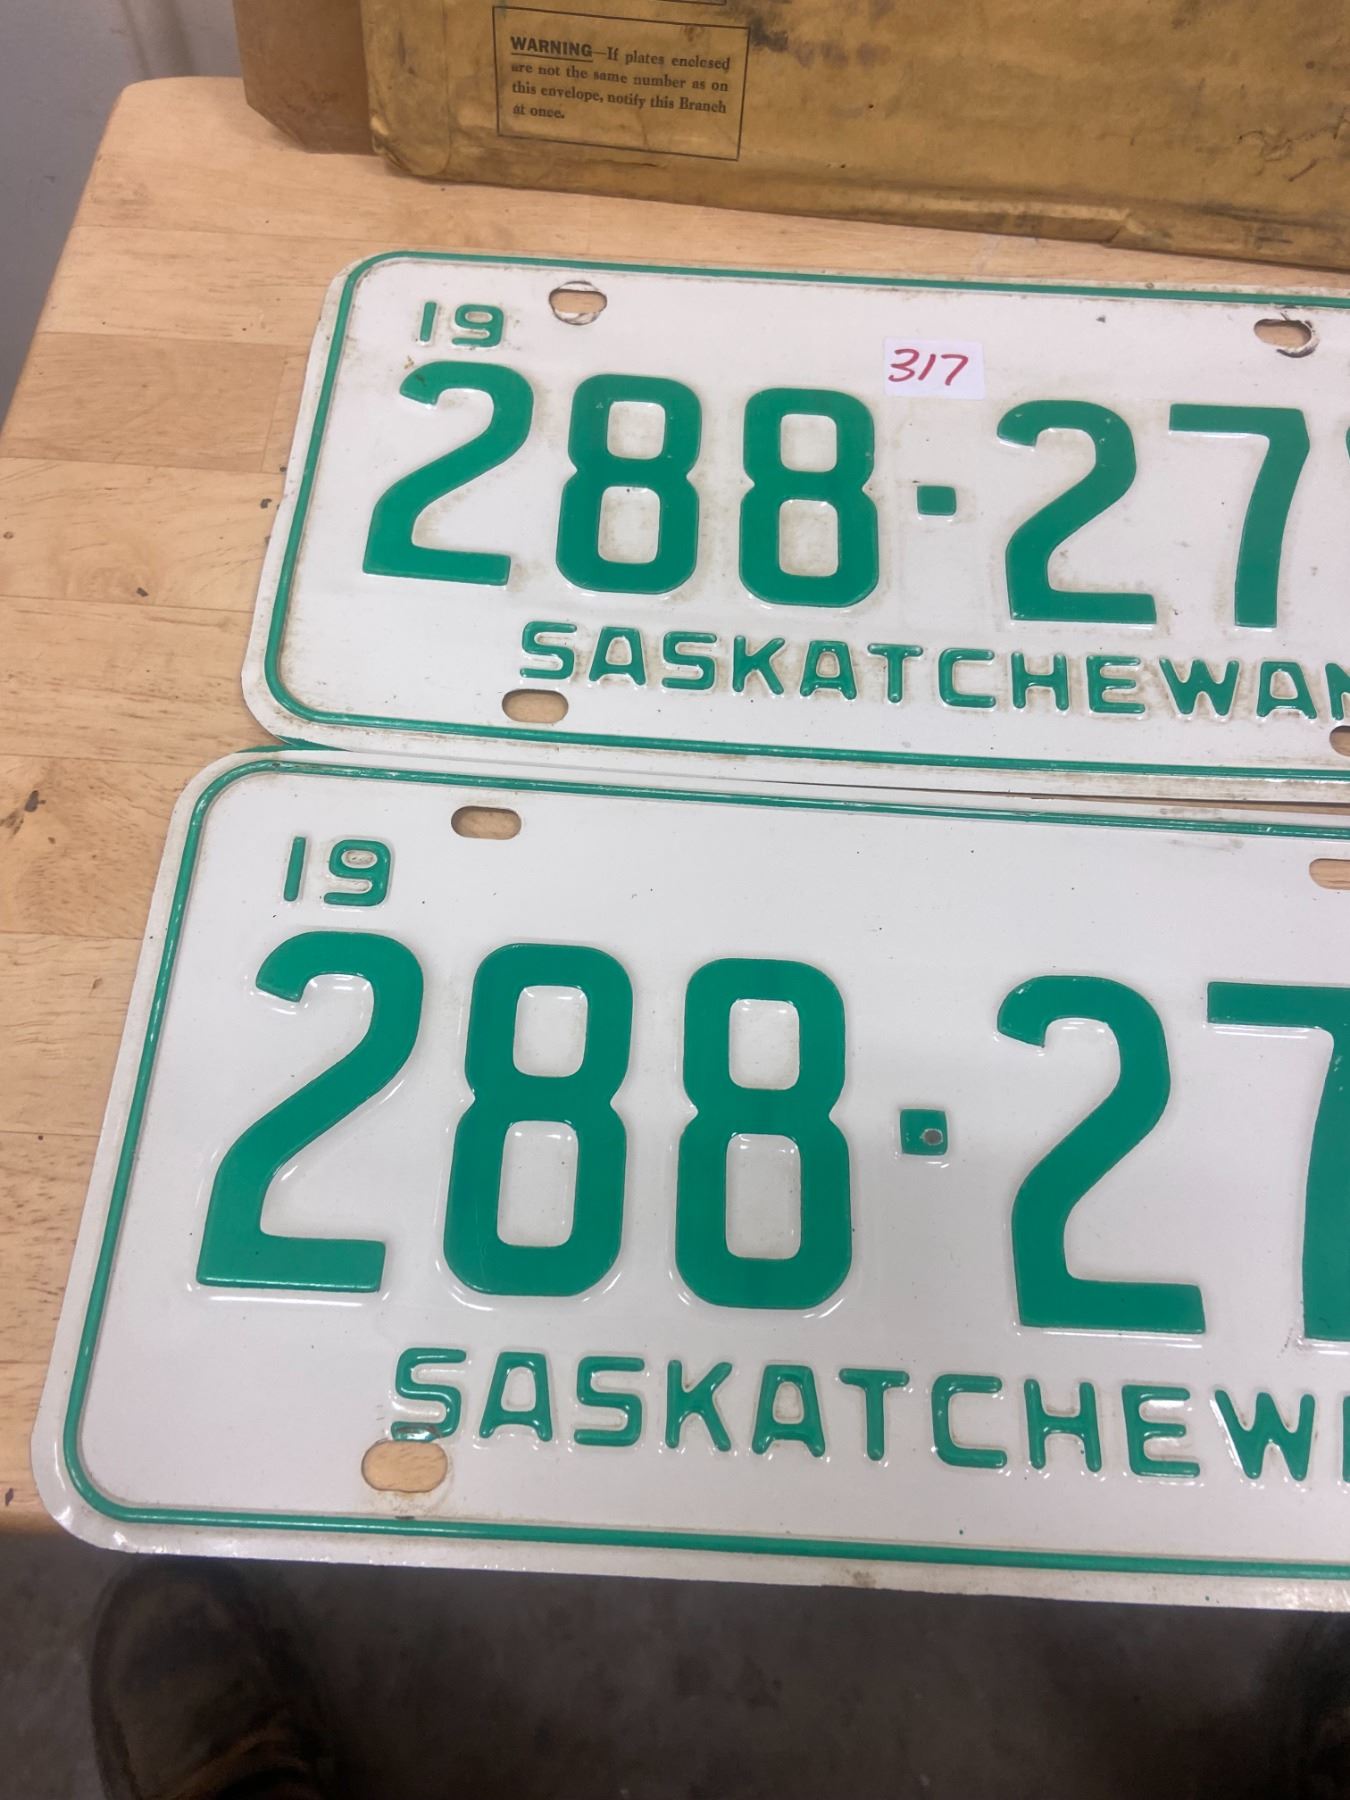 WARNING—If plates enclosed
are not the same number as on
this envelope, notify this Branch
at once.
19
317
288·27
SASKATCHEWAN
19
288·27
SASKATCHEW